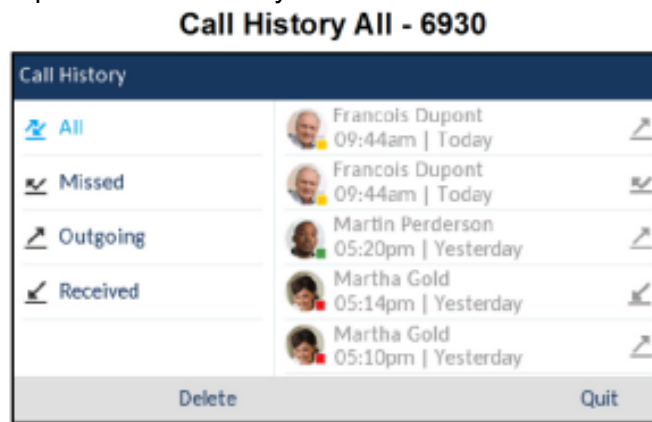 Call History All - 6930
Call History
All
Missed
Outgoing
Received
Francois Dupont
09:44am | Today
Francois Dupont
09:44am | Today
Martin Perderson
05:20pm | Yesterday
Martha Gold
05:14pm | Yesterday
Martha Gold
05:10pm | Yesterday
Delete
Quit